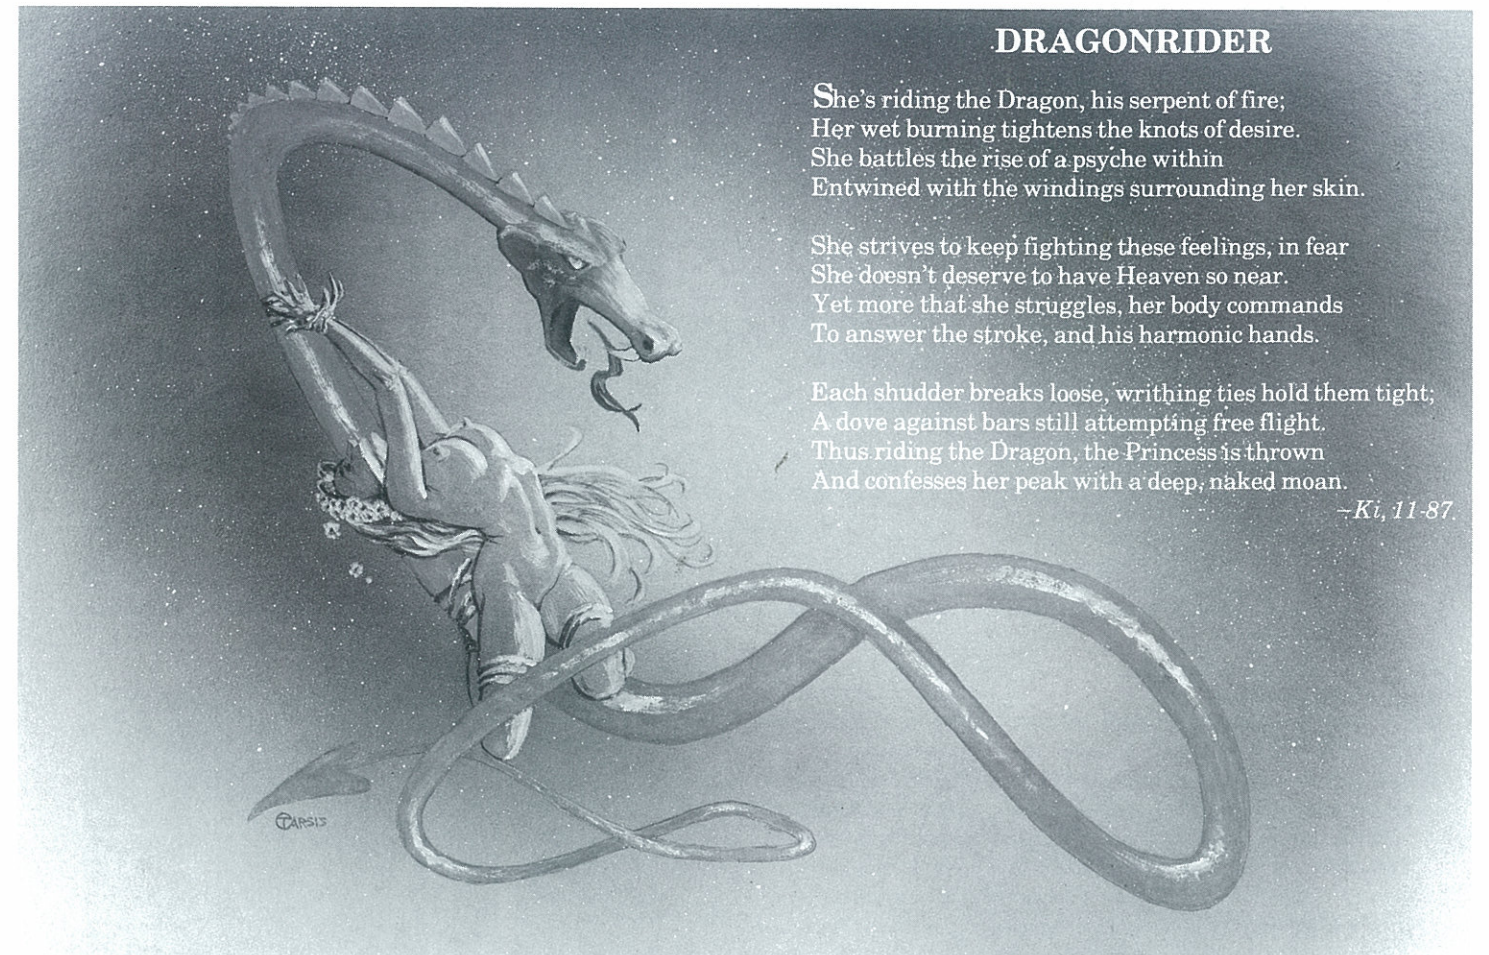 DRAGONRIDER
She's riding the Dragon, his serpent of fire;
Her wet burning tightens the knots of desire.
She battles the rise of a psyche within
Entwined with the windings surrounding her skin.
She strives to keep fighting these feelings, in fear
She doesn't deserve to have Heaven so near.
Yet more that she struggles, her body commands
To answer the stroke, and his harmonic hands.
Each shudder breaks loose, writhing ties hold them tight;
A dove against bars still attempting free flight.
Thus riding the Dragon, the Princess is thrown
And confesses her peak with a deep, naked moan.
–Ki, 11-87.
TARSIS